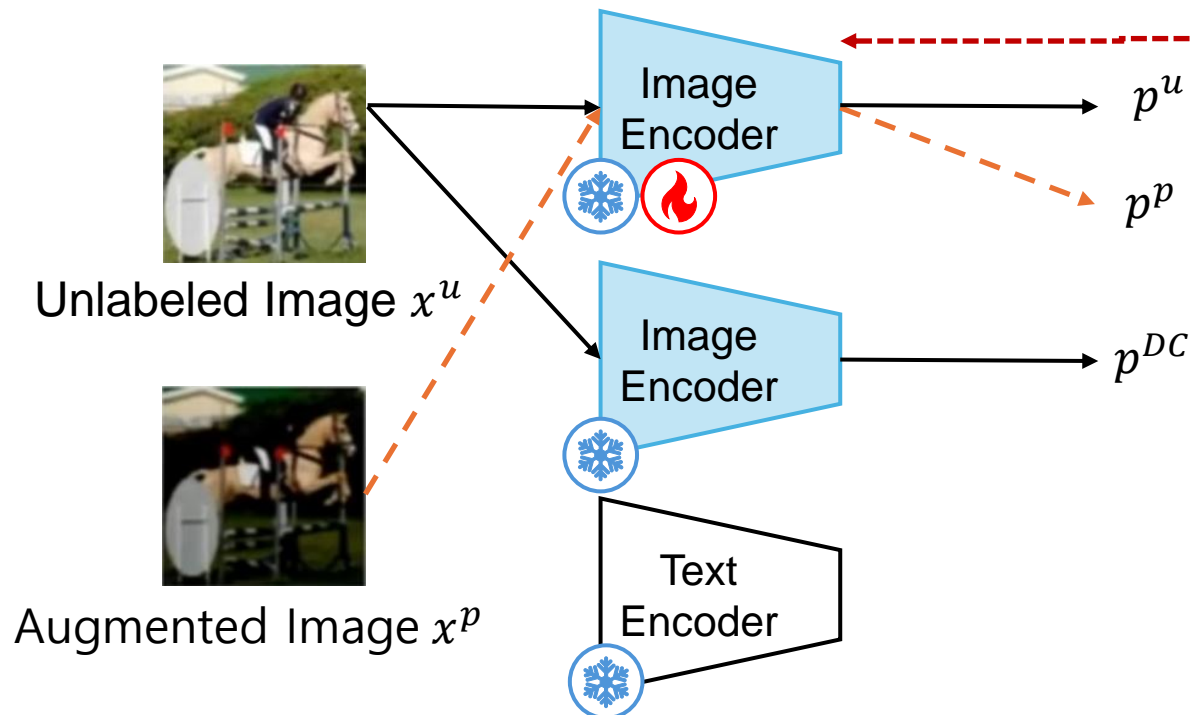 Image
Encoder
p^u
p^p
Unlabeled Image x^u
Image
Encoder
p^{DC}
Augmented Image x^p
Text
Encoder